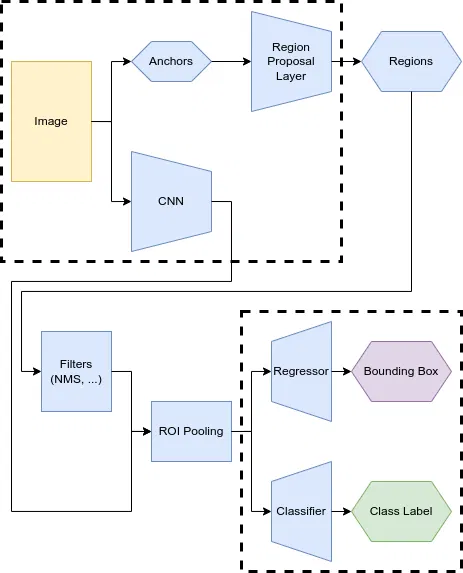 Image
Anchors
Region
Proposal
Layer
Regions
CNN
Filters
(NMS, ...)
ROI Pooling
Regressor
Bounding Box
Classifier
Class Label